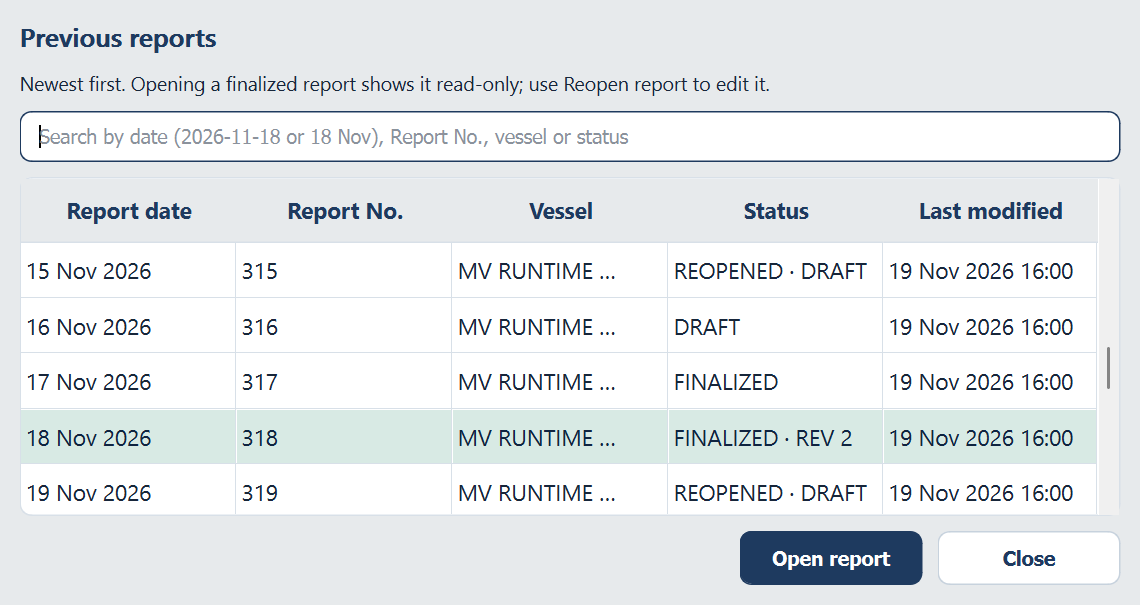 Previous reports
Newest first. Opening a finalized report shows it read-only; use Reopen report to edit it.
Search by date (2026-11-18 or 18 Nov), Report No., vessel or status
Report date Report No. Vessel Status Last modified
15 Nov 2026 315 MV RUNTIME ... REOPENED · DRAFT 19 Nov 2026 16:00
16 Nov 2026 316 MV RUNTIME ... DRAFT 19 Nov 2026 16:00
17 Nov 2026 317 MV RUNTIME ... FINALIZED 19 Nov 2026 16:00
18 Nov 2026 318 MV RUNTIME ... FINALIZED · REV 2 19 Nov 2026 16:00
19 Nov 2026 319 MV RUNTIME ... REOPENED · DRAFT 19 Nov 2026 16:00
Open report Close